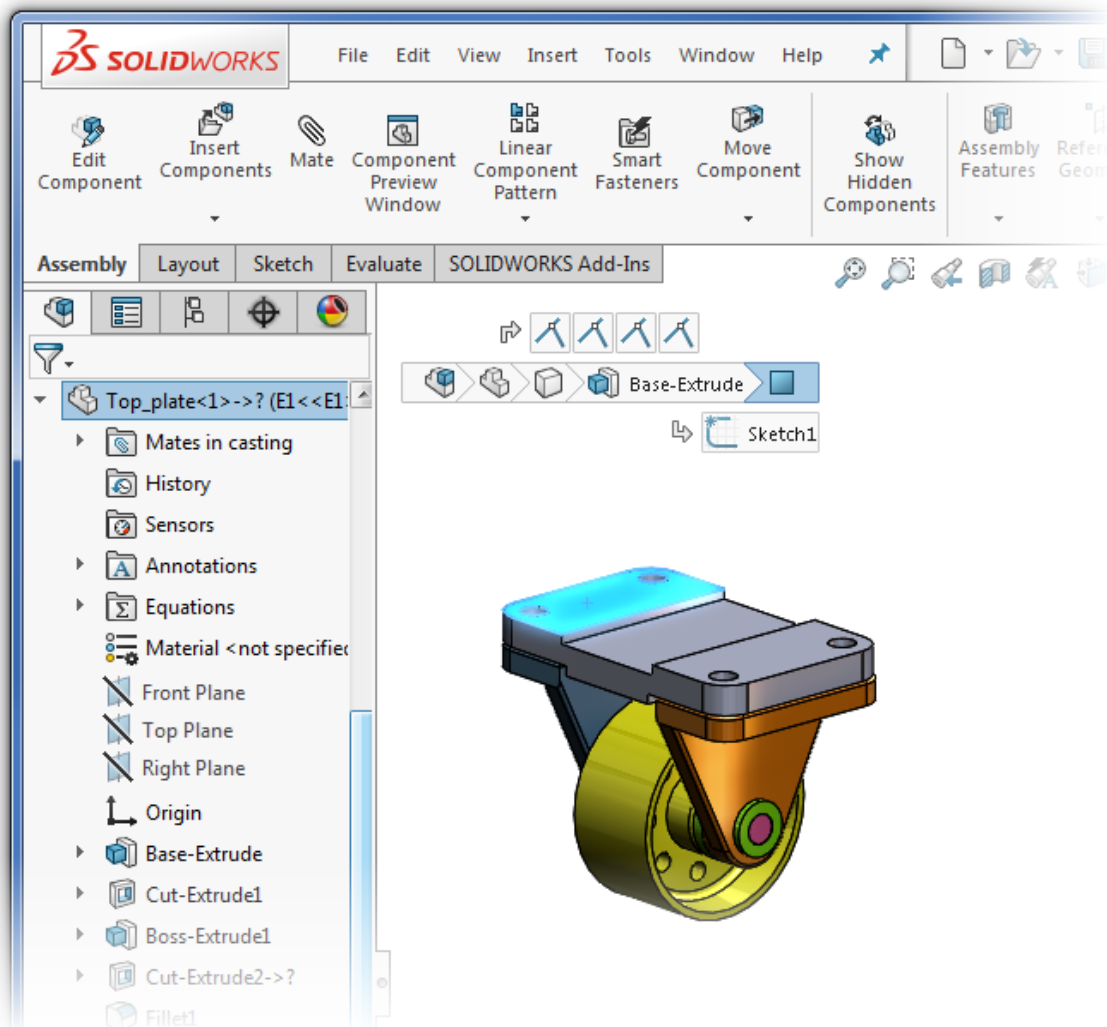 SOLIDWORKS
File Edit View Insert Tools Window Help
Edit Component
Insert Components
Mate
Component Preview Window
Linear Component Pattern
Smart Fasteners
Move Component
Show Hidden Components
Assembly Features
Assembly Layout Sketch Evaluate SOLIDWORKS Add-Ins
Base-Extrude
Sketch1
Top_plate<1>->? (E1<<E1
Mates in casting
History
Sensors
Annotations
Equations
Material <not specified
Front Plane
Top Plane
Right Plane
Origin
Base-Extrude
Cut-Extrude1
Boss-Extrude1
Cut-Extrude2->?
Fillet1